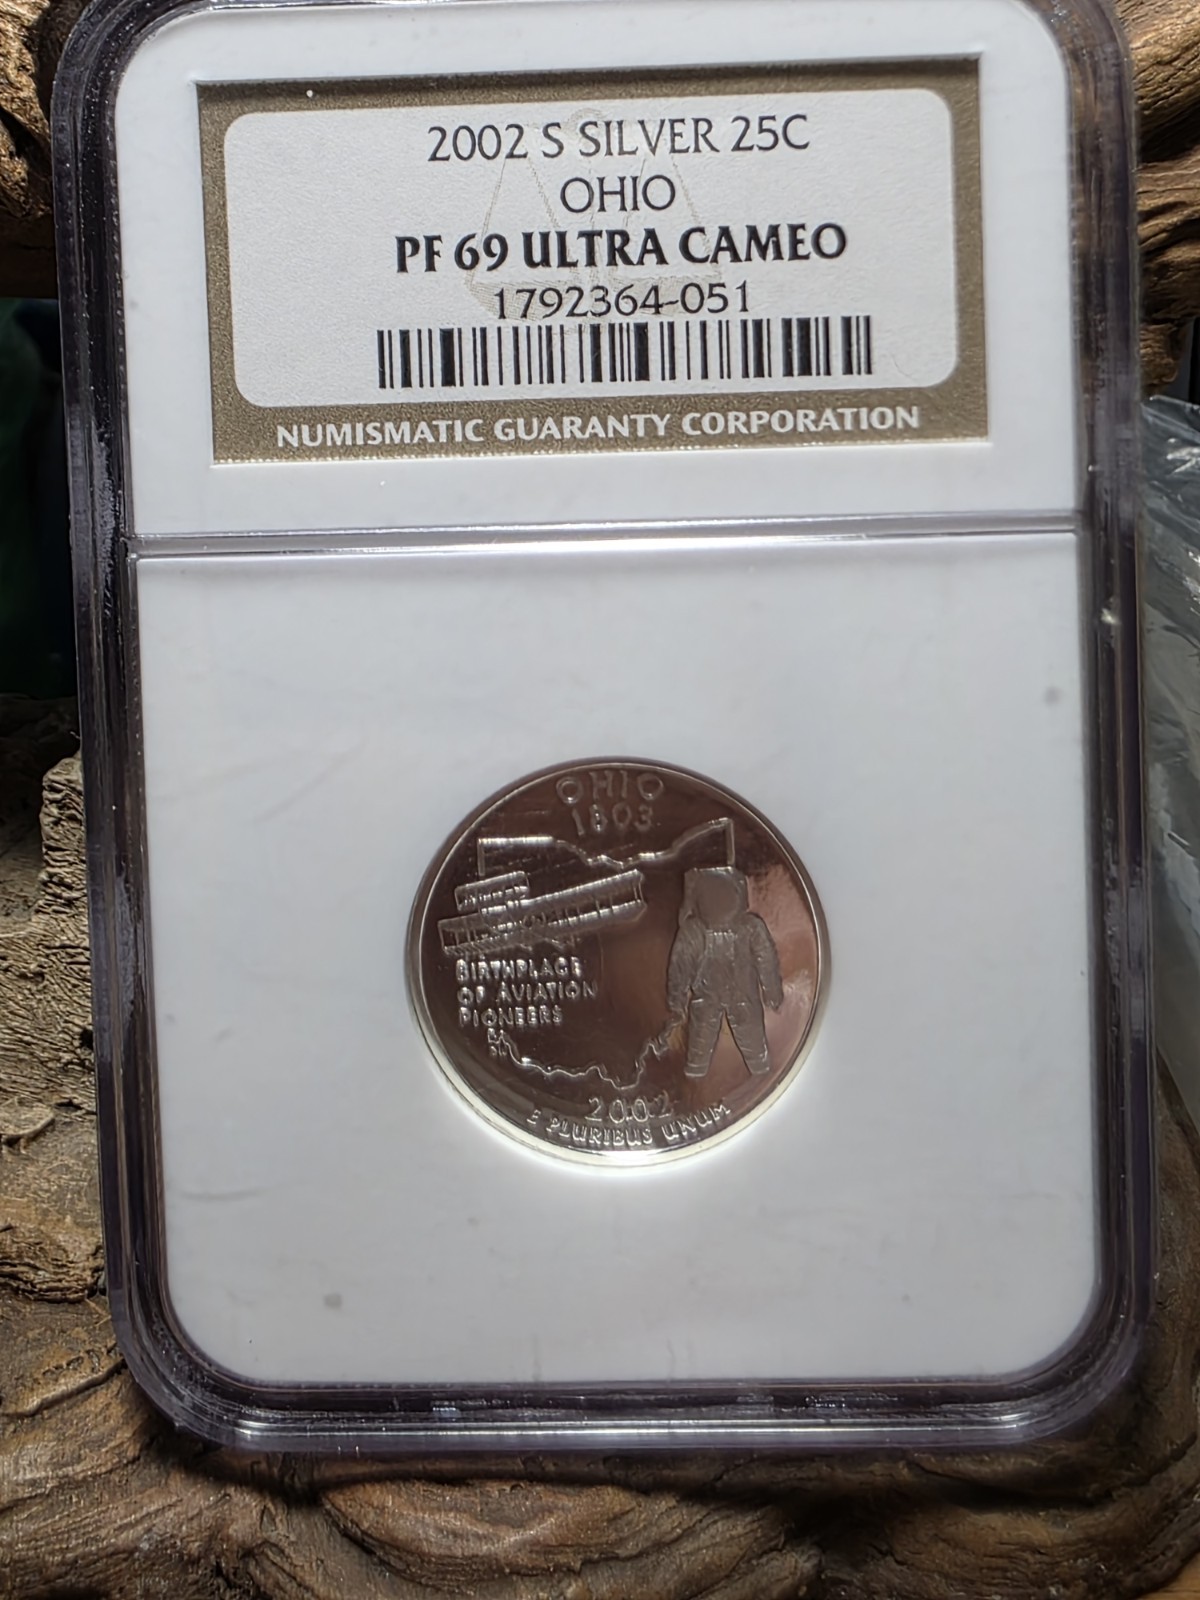 2002 S SILVER 25C
OHIO
PF 69 ULTRA CAMEO
1792364-051
NUMISMATIC GUARANTY CORPORATION
OHIO
1803
BIRTHPLACE
OF AVIATION
PIONEERS
2002
E PLURIBUS UNUM